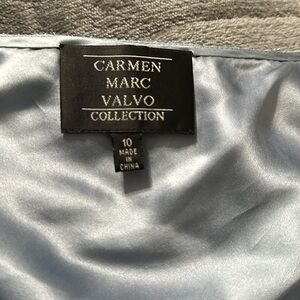 CARMEN
MARC
VALVO
COLLECTION
10
MADE
IN
CHINA